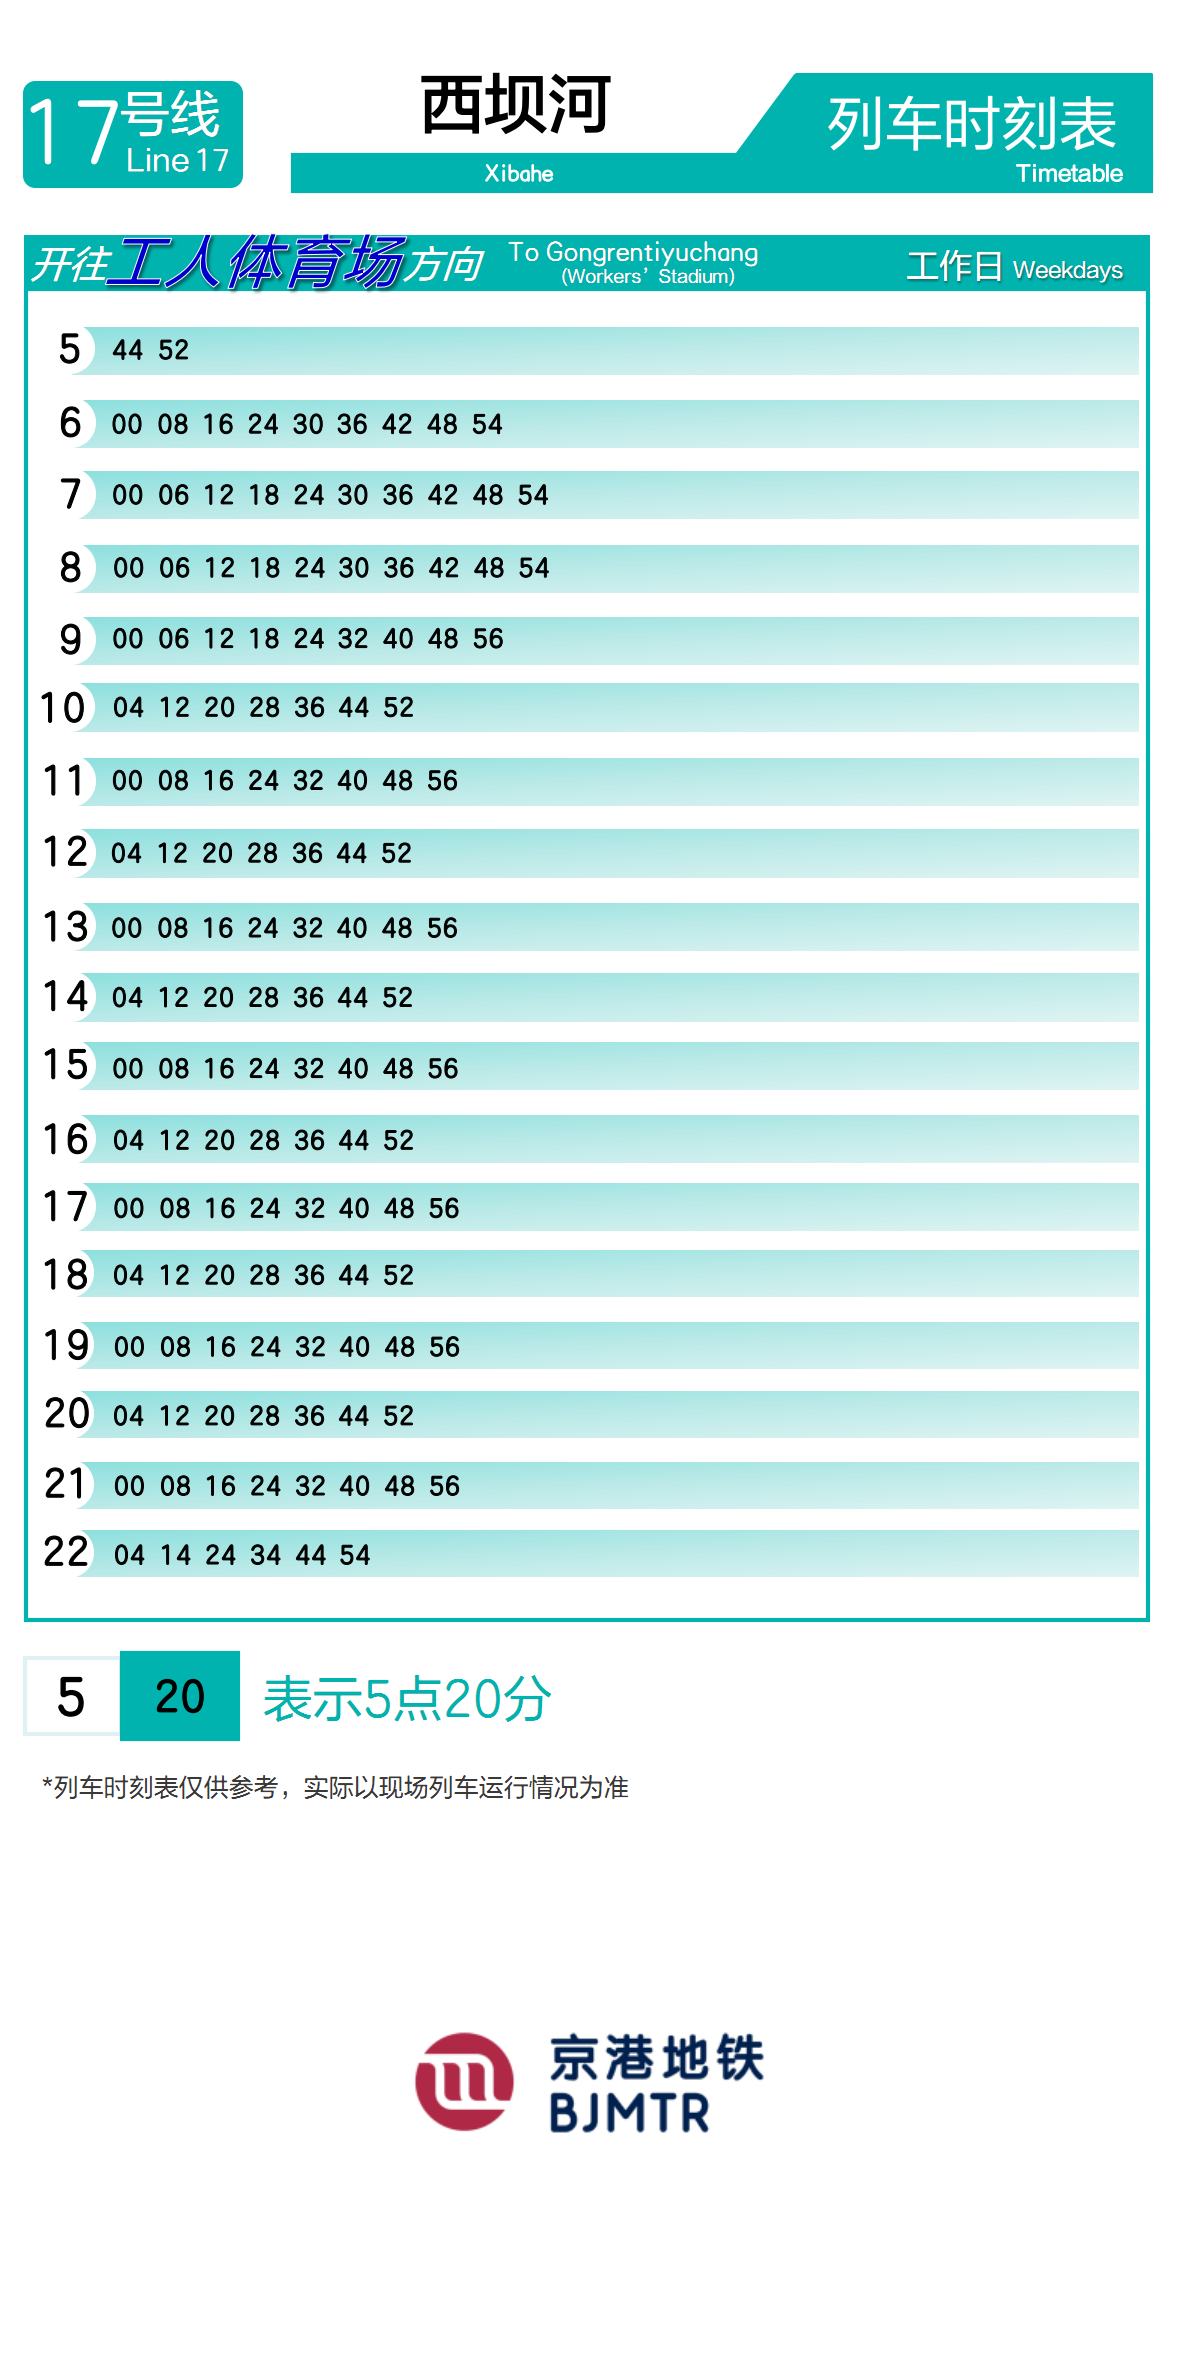 17号线
Line 17
西坝河
Xibahe
列车时刻表
Timetable
开往工人体育场方向 To Gongrentiyuchang
(Workers’ Stadium)
工作日 Weekdays
5 44 52
6 00 08 16 24 30 36 42 48 54
7 00 06 12 18 24 30 36 42 48 54
8 00 06 12 18 24 30 36 42 48 54
9 00 06 12 18 24 32 40 48 56
10 04 12 20 28 36 44 52
11 00 08 16 24 32 40 48 56
12 04 12 20 28 36 44 52
13 00 08 16 24 32 40 48 56
14 04 12 20 28 36 44 52
15 00 08 16 24 32 40 48 56
16 04 12 20 28 36 44 52
17 00 08 16 24 32 40 48 56
18 04 12 20 28 36 44 52
19 00 08 16 24 32 40 48 56
20 04 12 20 28 36 44 52
21 00 08 16 24 32 40 48 56
22 04 14 24 34 44 54
5 20 表示5点20分
*列车时刻表仅供参考，实际以现场列车运行情况为准
京港地铁
BJMTR